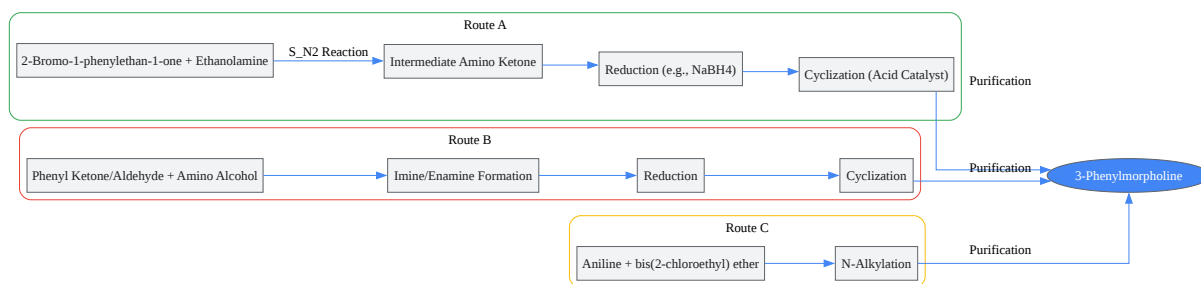 Route A
2-Bromo-1-phenylethan-1-one + Ethanolamine
S_N2 Reaction
Intermediate Amino Ketone
Reduction (e.g., NaBH4)
Cyclization (Acid Catalyst)
Purification
Route B
Phenyl Ketone/Aldehyde + Amino Alcohol
Imine/Enamine Formation
Reduction
Cyclization
Purification
3-Phenylmorpholine
Route C
Aniline + bis(2-chloroethyl) ether
N-Alkylation
Purification